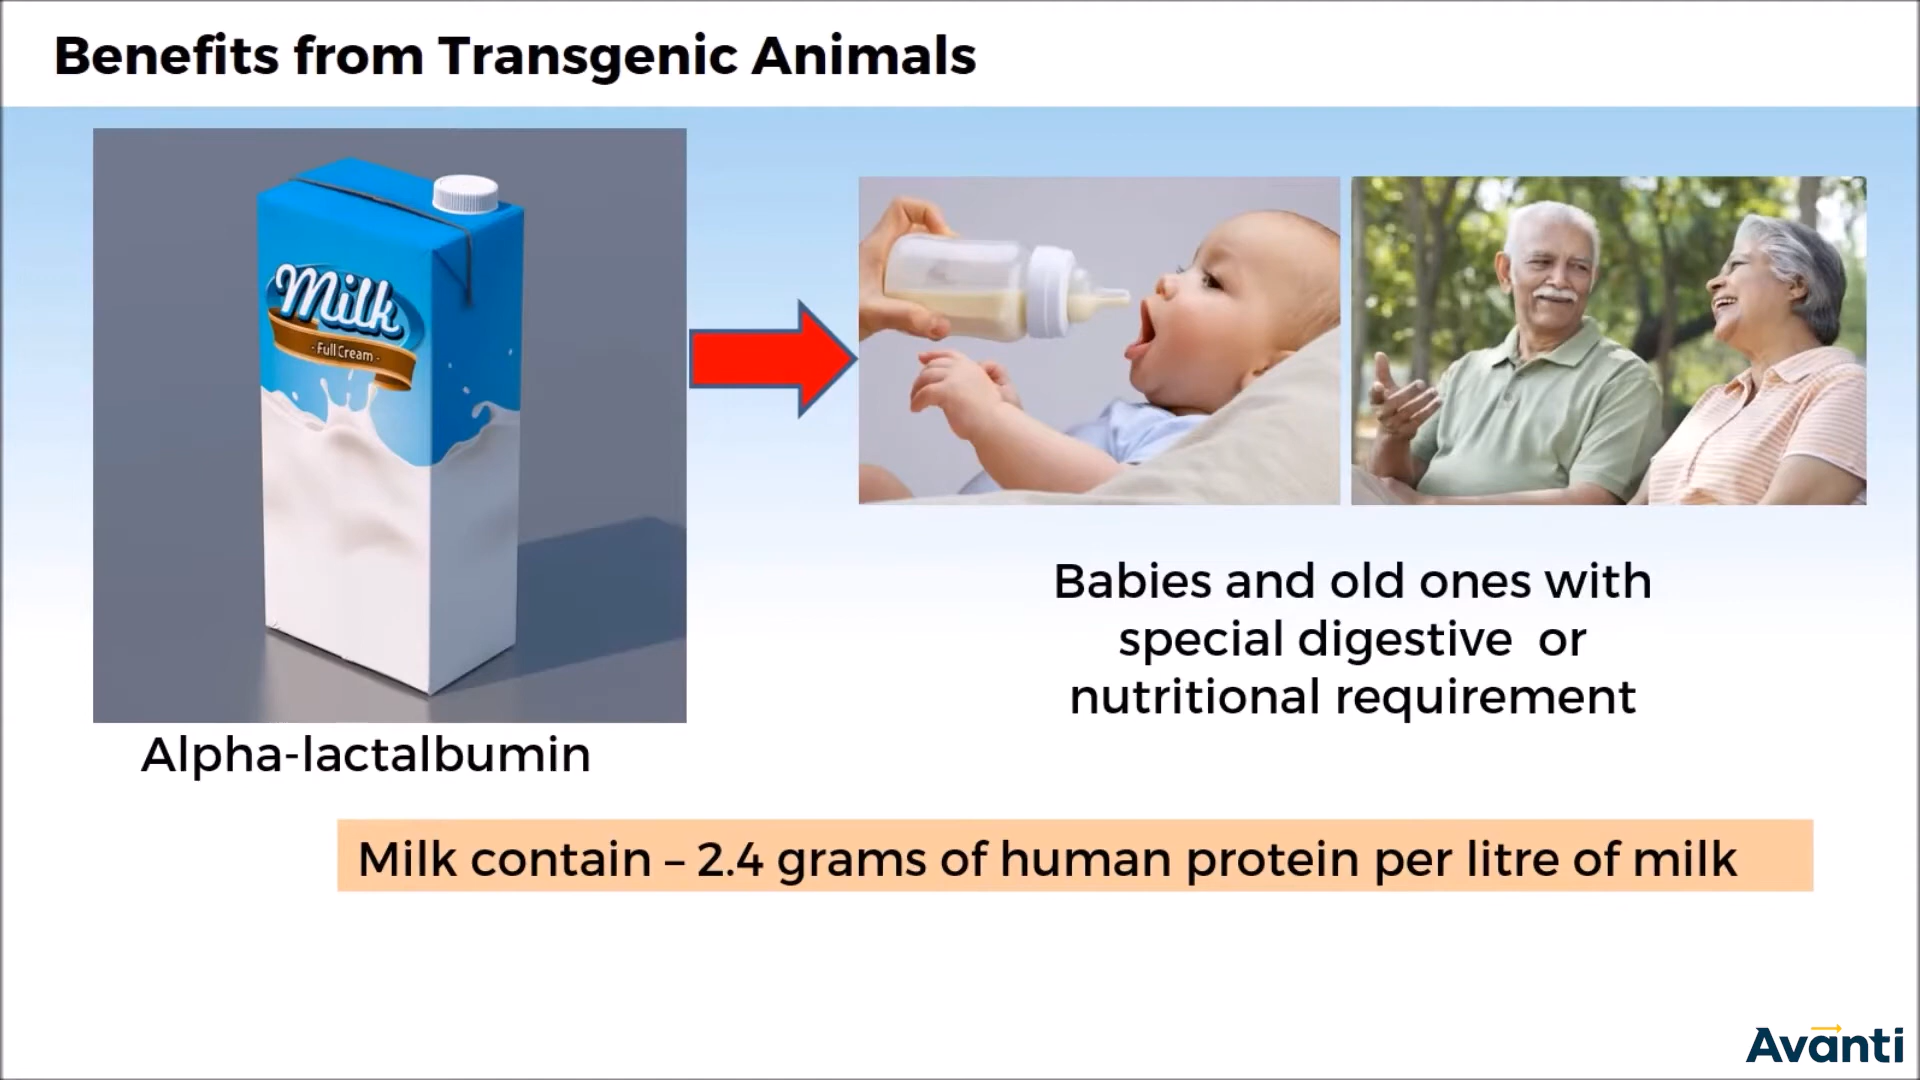 Benefits from Transgenic Animals
Milk
- Full Cream -
Babies and old ones with
special digestive or
nutritional requirement
Alpha-lactalbumin
Milk contain – 2.4 grams of human protein per litre of milk
Avanti